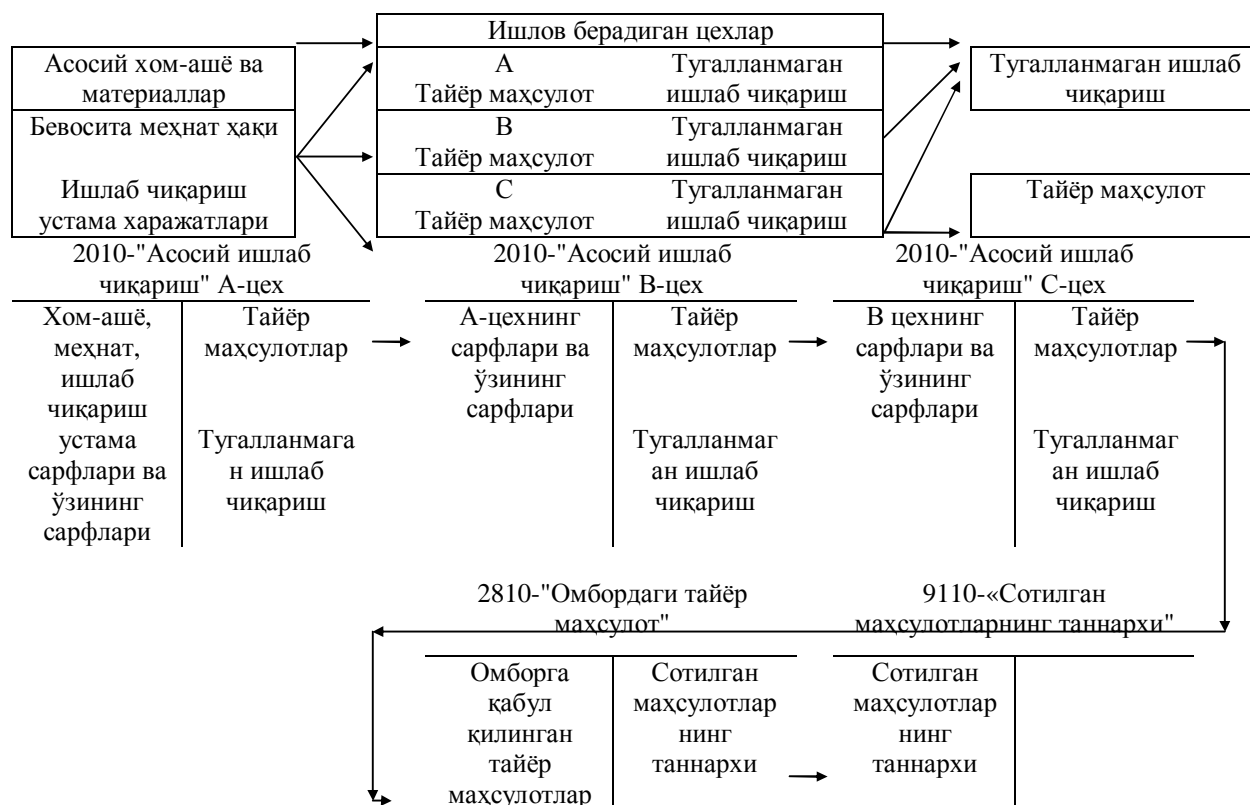 Ишлов берадиган цехлар
Асосий хом-ашё ва
материаллар
Бевосита меҳнат ҳақи
Ишлаб чиқариш
устама харажатлари
А Тугалланмаган
Тайёр маҳсулот ишлаб чиқариш
В Тугалланмаган
Тайёр маҳсулот ишлаб чиқариш
С Тугалланмаган
Тайёр маҳсулот ишлаб чиқариш
Тугалланмаган ишлаб
чиқариш
Тайёр маҳсулот
2010-"Асосий ишлаб
чиқариш" А-цех
Хом-ашё,
меҳнат,
ишлаб
чиқариш
устама
сарфлари ва
ўзининг
сарфлари
Тайёр
маҳсулотлар
Тугалланмага
н ишлаб
чиқариш
2010-"Асосий ишлаб
чиқариш" В-цех
А-цехнинг
сарфлари ва
ўзининг
сарфлари
Тайёр
маҳсулотлар
Тугалланмаг
ан ишлаб
чиқариш
2010-"Асосий ишлаб
чиқариш" С-цех
В цехнинг
сарфлари ва
ўзининг
сарфлари
Тайёр
маҳсулотлар
Тугалланмаг
ан ишлаб
чиқариш
2810-"Омбордаги тайёр
маҳсулот"
Омборга
қабул
қилинган
тайёр
маҳсулотлар
Сотилган
маҳсулотлар
нинг
таннархи
9110-«Сотилган
маҳсулотларнинг таннархи"
Сотилган
маҳсулотлар
нинг
таннархи